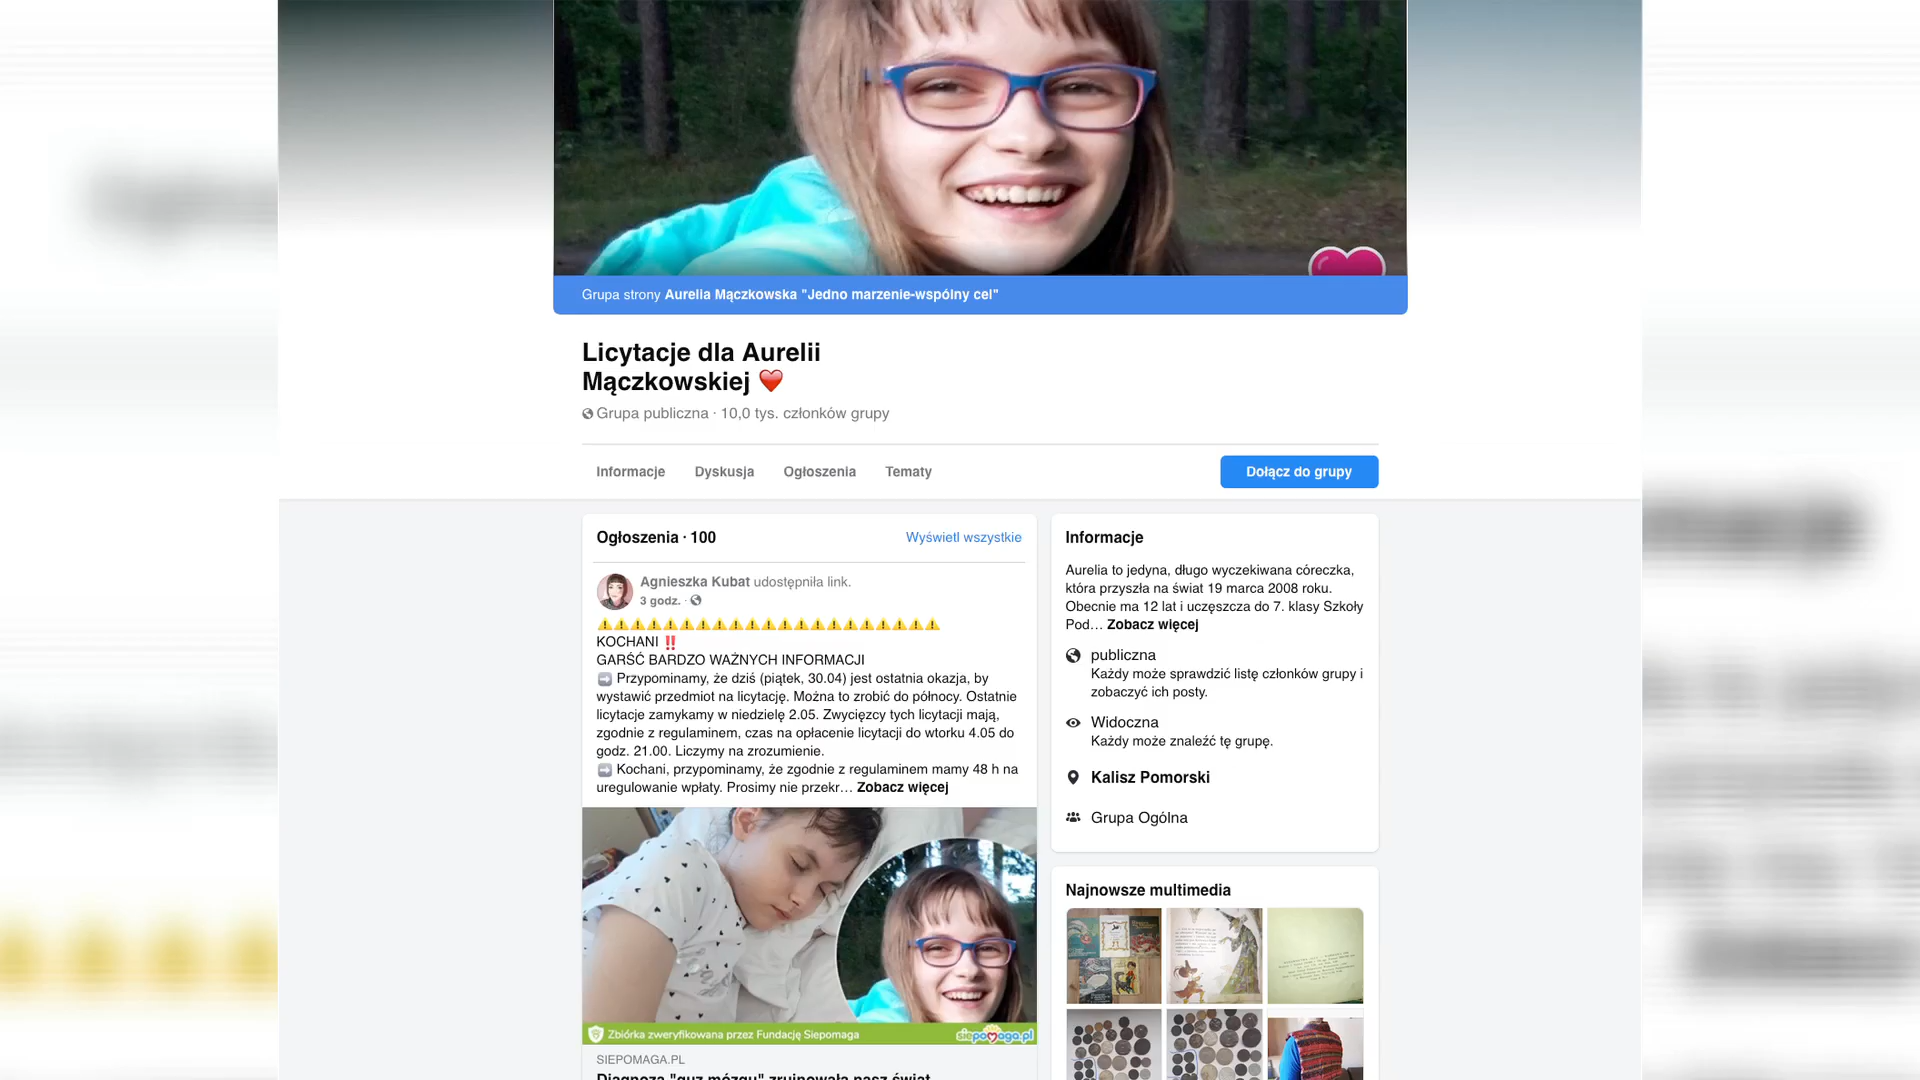 Grupa strony Aurelia Mączkowska "Jedno marzenie-wspólny cel"
Licytacje dla Aurelii
Mączkowskiej ❤️
Grupa publiczna · 10,0 tys. członków grupy
Informacje
Dyskusja
Ogłoszenia
Tematy
Dołącz do grupy
Ogłoszenia · 100
Wyświetl wszystkie
Agnieszka Kubat udostępniła link.
3 godz. ·
KOCHANI ‼️
GARŚĆ BARDZO WAŻNYCH INFORMACJI
➡️ Przypominamy, że dziś (piątek, 30.04) jest ostatnia okazja, by
wystawić przedmiot na licytację. Można to zrobić do północy. Ostatnie
licytacje zamykamy w niedzielę 2.05. Zwycięzcy tych licytacji mają,
zgodnie z regulaminem, czas na opłacenie licytacji do wtorku 4.05 do
godz. 21.00. Liczymy na zrozumienie.
➡️ Kochani, przypominamy, że zgodnie z regulaminem mamy 48 h na
uregulowanie wpłaty. Prosimy nie przekr… Zobacz więcej
Zbiórka zweryfikowana przez Fundację Siepomaga
siepomaga.pl
SIEPOMAGA.PL
Diagnoza "guz mózgu" zrujnowała nasz świat
Informacje
Aurelia to jedyna, długo wyczekiwana córeczka,
która przyszła na świat 19 marca 2008 roku.
Obecnie ma 12 lat i uczęszcza do 7. klasy Szkoły
Pod… Zobacz więcej
publiczna
Każdy może sprawdzić listę członków grupy i
zobaczyć ich posty.
Widoczna
Każdy może znaleźć tę grupę.
Kalisz Pomorski
Grupa Ogólna
Najnowsze multimedia